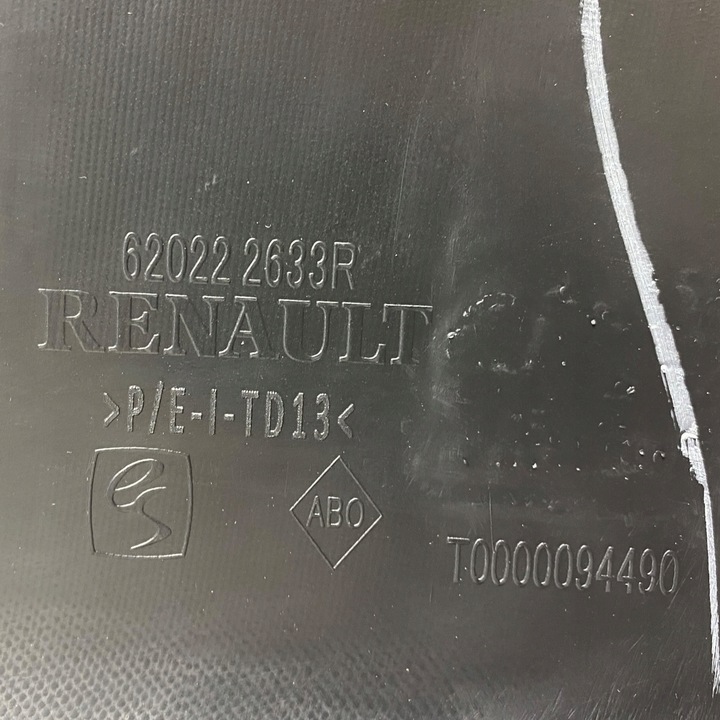 62022 2633R
RENAULT
>P/E-I-TD13<
ABO
T0000094490